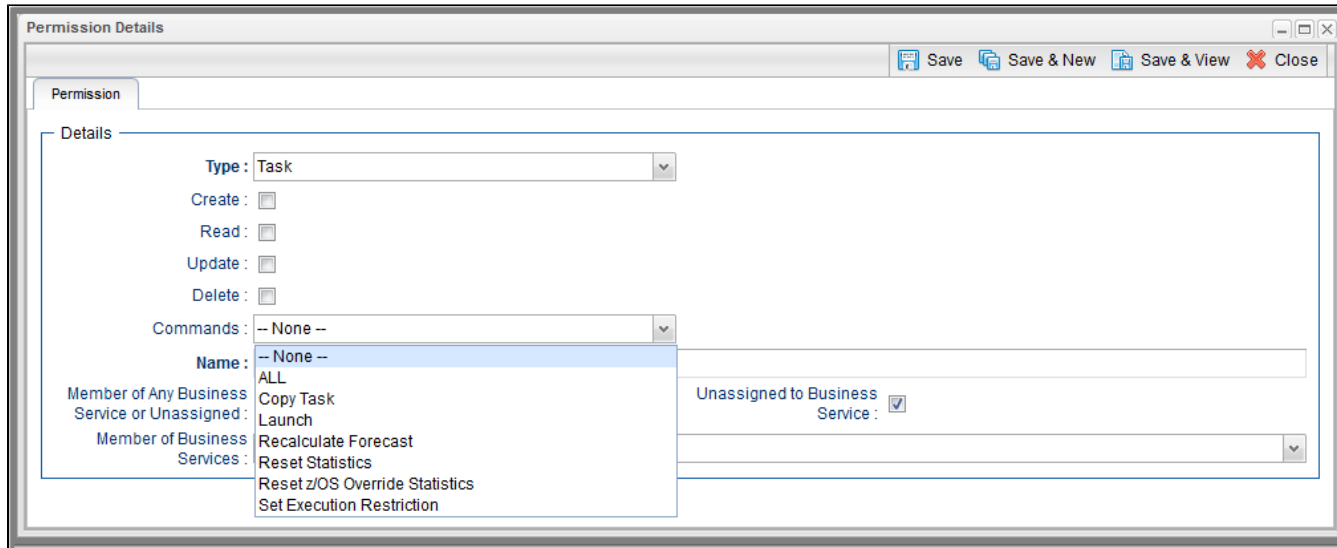 Permission Details
Save Save & New Save & View Close
Permission
Details
Type : Task
Create :
Read :
Update :
Delete :
Commands : -- None --
Name :
-- None --
ALL
Copy Task
Launch
Recalculate Forecast
Reset Statistics
Reset z/OS Override Statistics
Set Execution Restriction
Member of Any Business
Service or Unassigned :
Unassigned to Business
Service :
Member of Business
Services :